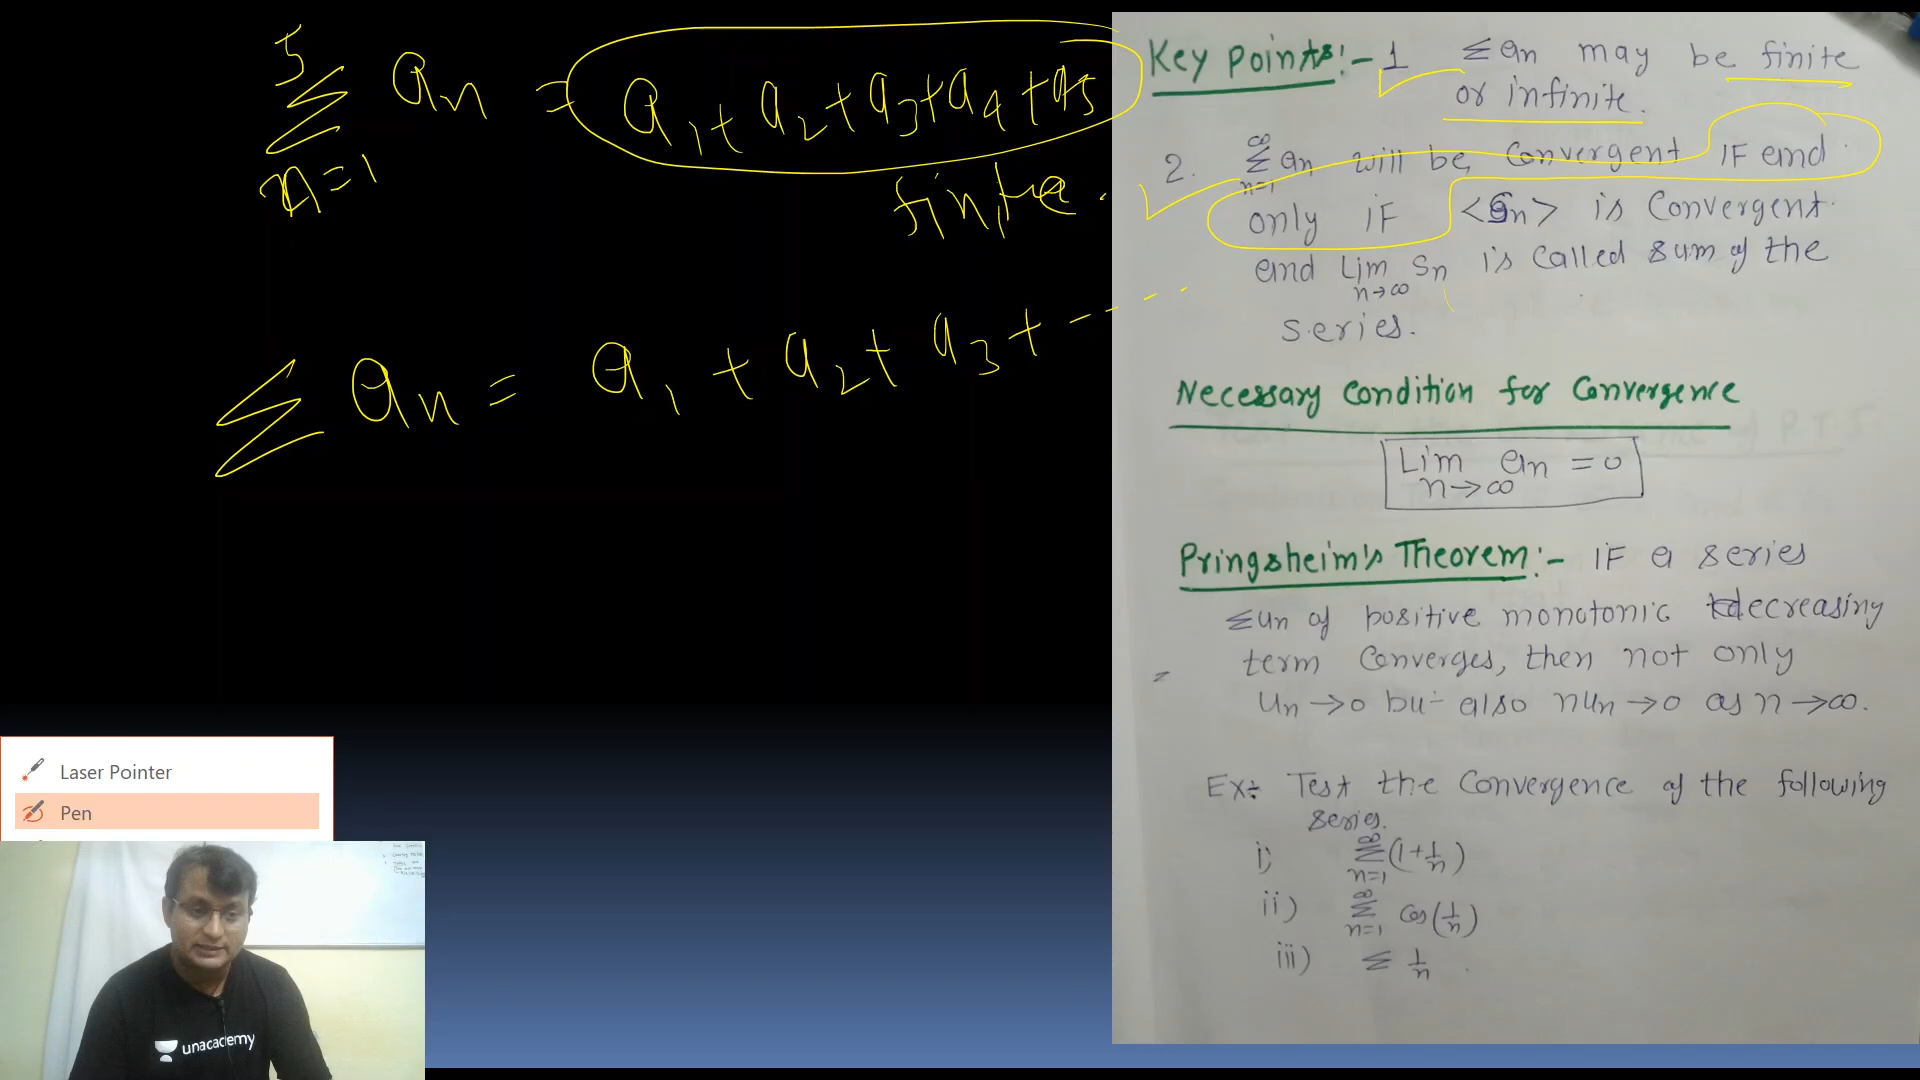 5
∑ an = a1 + a2 + a3 + a4 + a5
n=1
finite.
∑ an = a1 + a2 + a3 + - - - - -
Key Points:- 1 ∑an may be finite
or infinite.
2. ∞
∑ an will be Convergent IF and
n=1
only IF <Sn> is Convergent.
and Lim Sn is called sum of the
n→∞
series.
Necessary Condition for Convergence
Lim an = 0
n→∞
Pringsheim's Theorem:- IF a series
∑un of positive monotonic decreasing
term Converges, then not only
un → 0 but also nun → 0 as n → ∞.
Ex:- Test the Convergence of the following
series.
i) ∞
∑ (1 + 1/n)
n=1
ii) ∞
∑ cos(1/n)
n=1
iii) ∑ 1/n.
Laser Pointer
Pen
unacademy